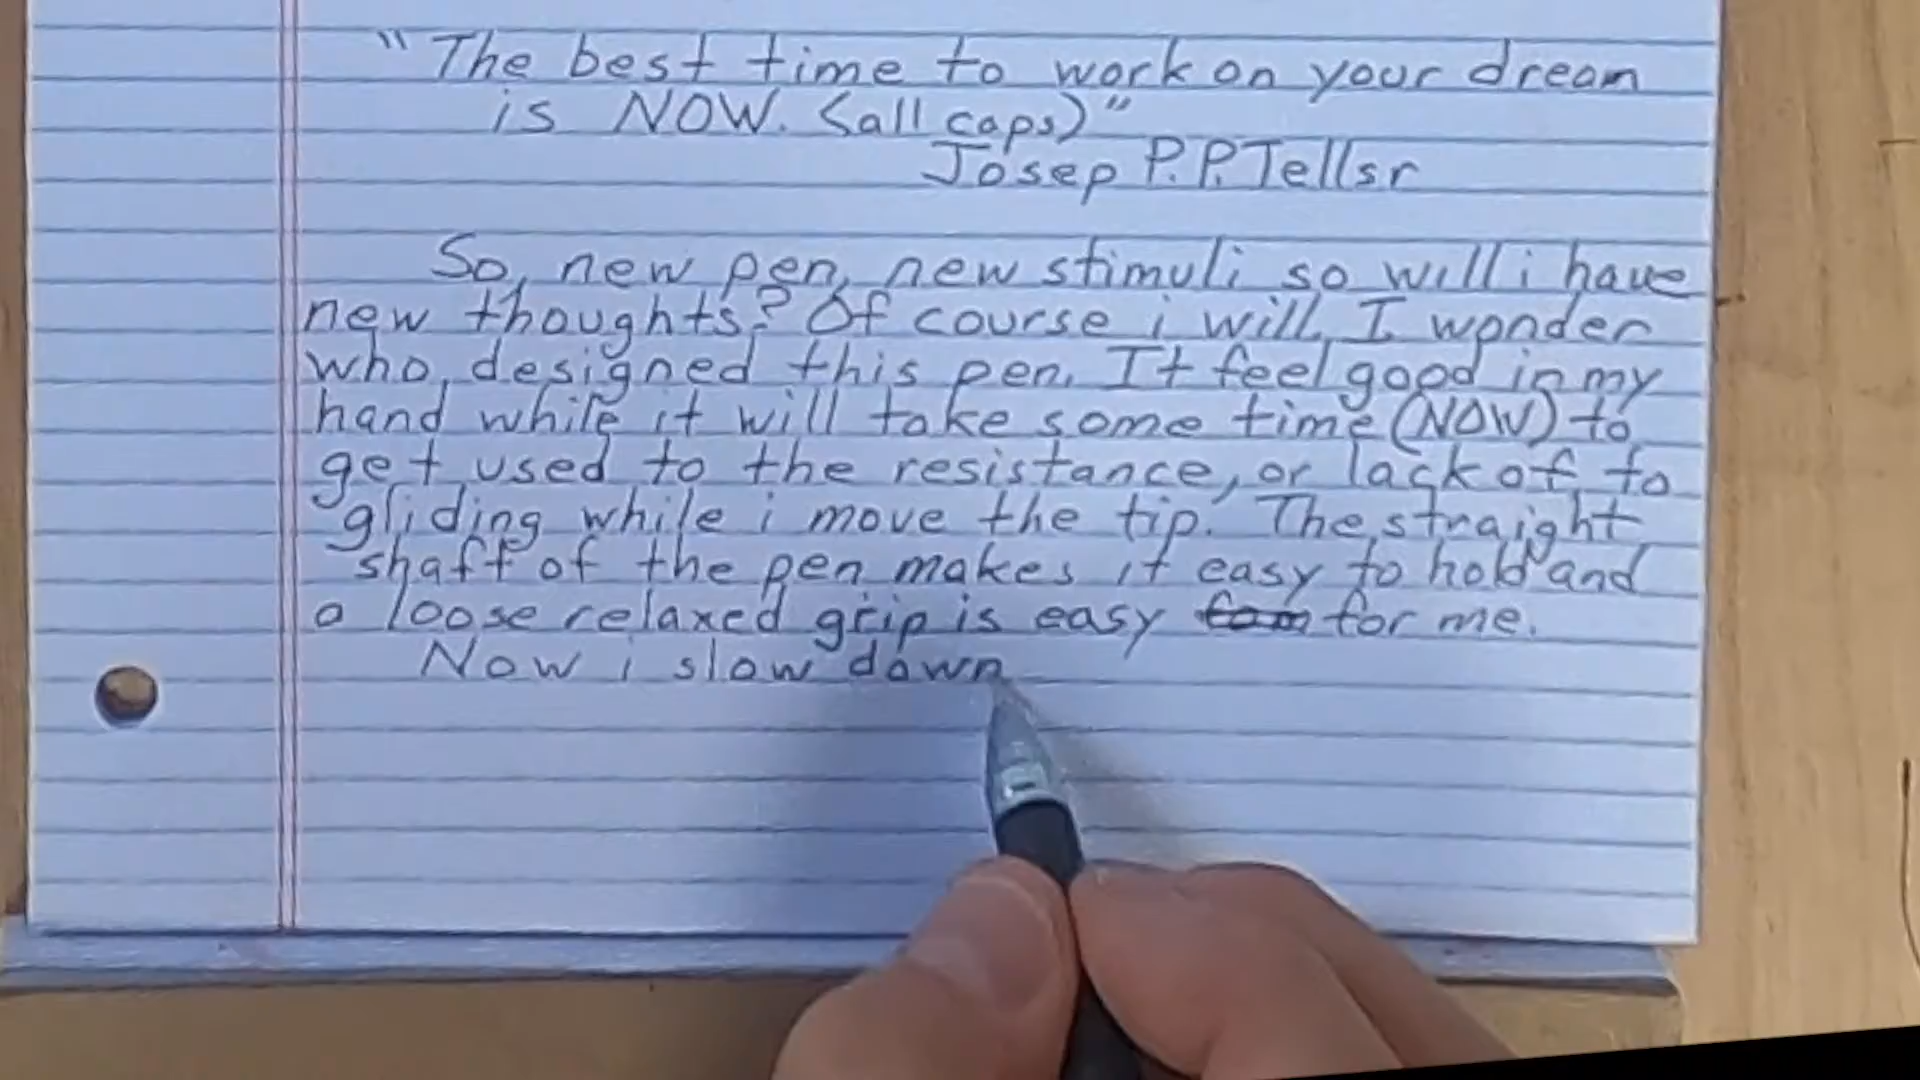 "The best time to work on your dream
is NOW. (all caps)"
Josep P. P. Tellsr
So, new pen, new stimuli so will i have
new thoughts? Of course i will. I wonder
who designed this pen. It feel good in my
hand while it will take some time (NOW) to
get used to the resistance, or lack of to
gliding while i move the tip. The straight
shaft of the pen makes it easy to hold and
a loose relaxed grip is easy for me.
Now i slow down